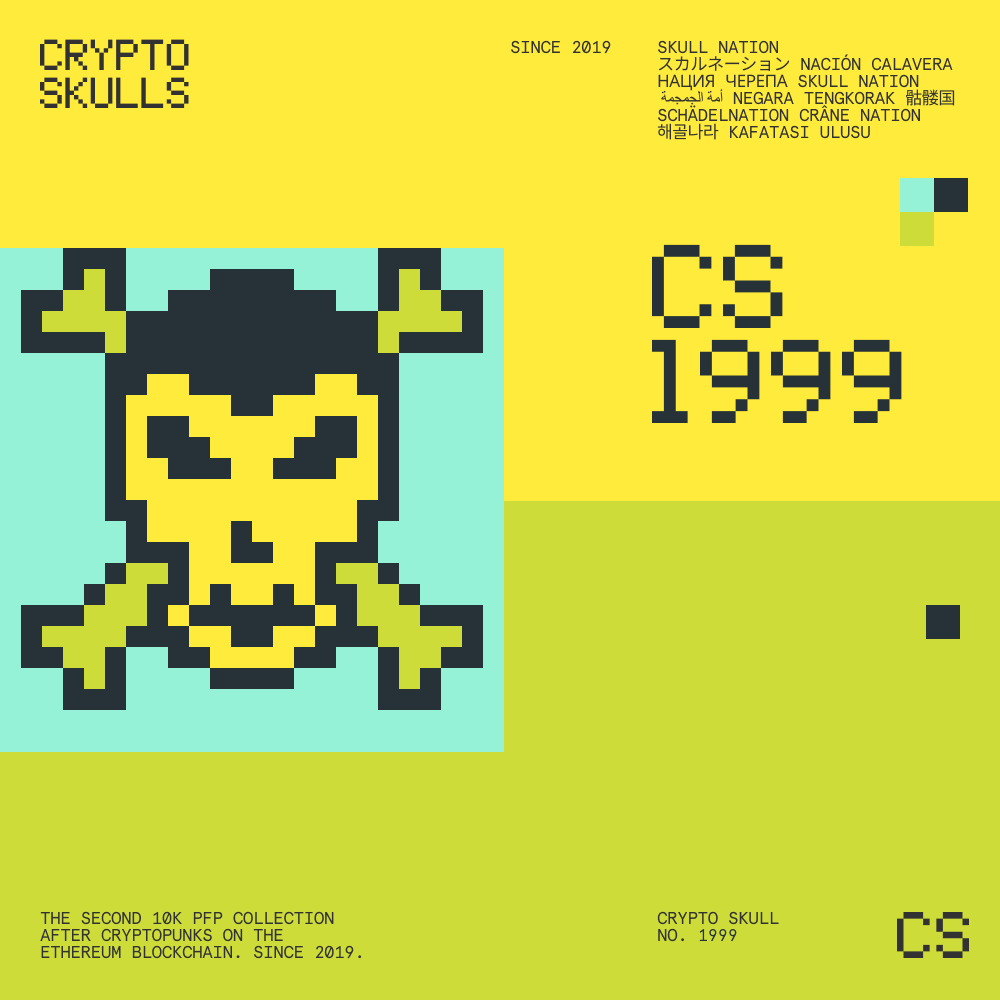 CRYPTO
SKULLS
SINCE 2019
SKULL NATION
スカルネーション NACIÓN CALAVERA
НАЦИЯ ЧЕРЕПА SKULL NATION
أمة الجمجمة NEGARA TENGKORAK 骷髅国
SCHÄDELNATION CRÂNE NATION
해골나라 KAFATASI ULUSU
CS
1999
THE SECOND 10K PFP COLLECTION
AFTER CRYPTOPUNKS ON THE
ETHEREUM BLOCKCHAIN. SINCE 2019.
CRYPTO SKULL
NO. 1999
CS